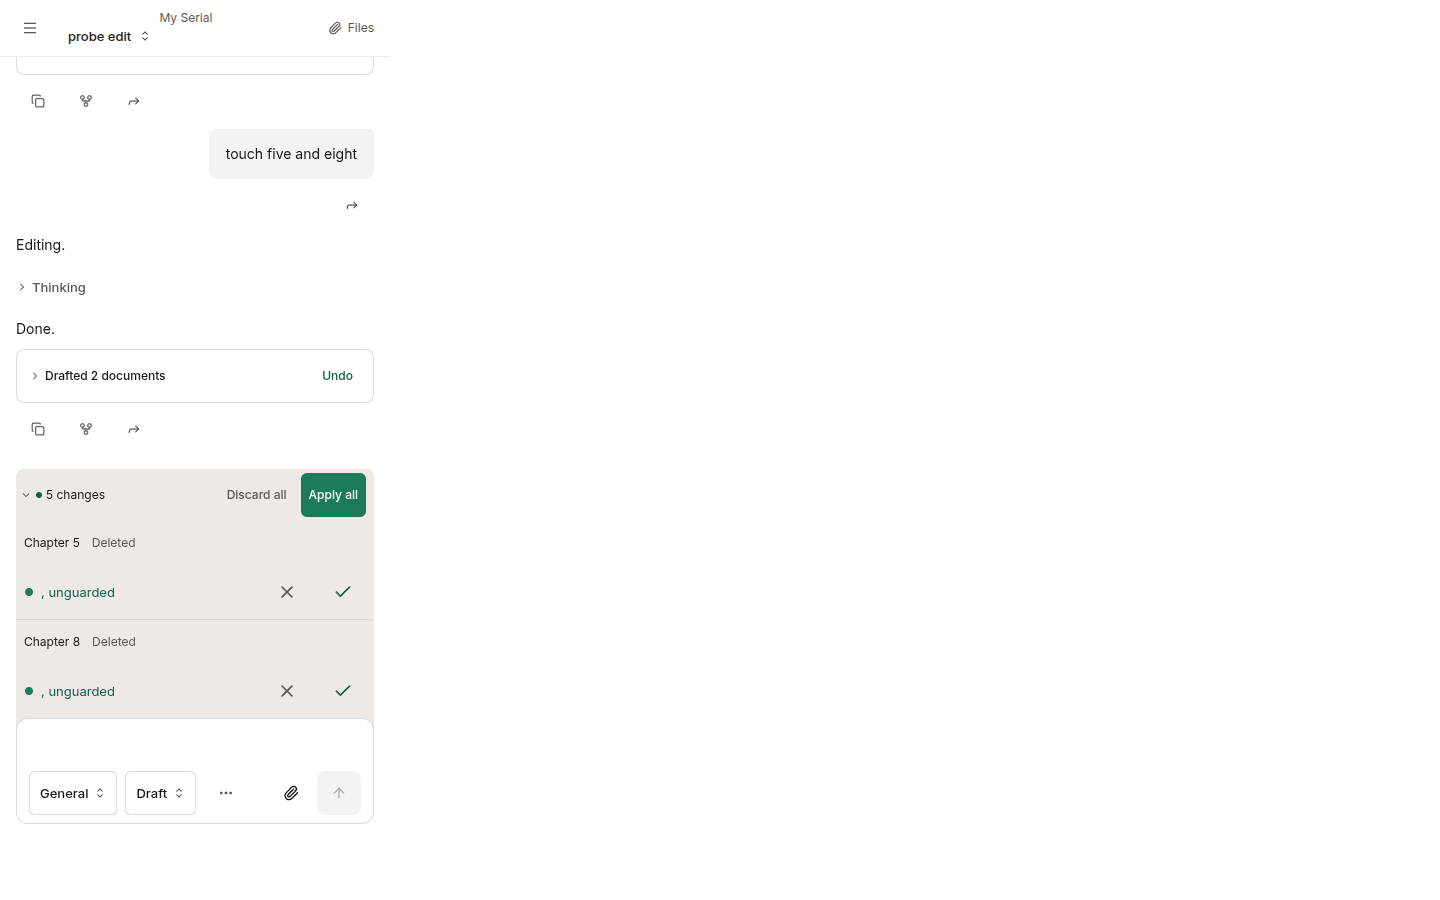 My Serial
probe edit
Files
touch five and eight
Editing.
Thinking
Done.
Drafted 2 documents Undo
5 changes Discard all Apply all
Chapter 5 Deleted
, unguarded
Chapter 8 Deleted
, unguarded
General Draft